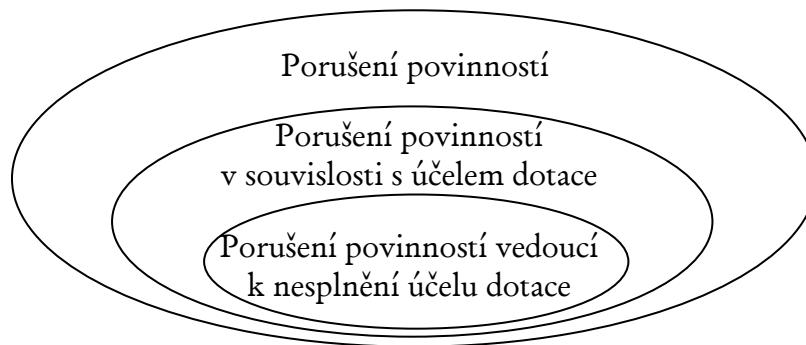 Porušení povinností
Porušení povinností
v souvislosti s účelem dotace
Porušení povinností vedoucí
k nesplnění účelu dotace